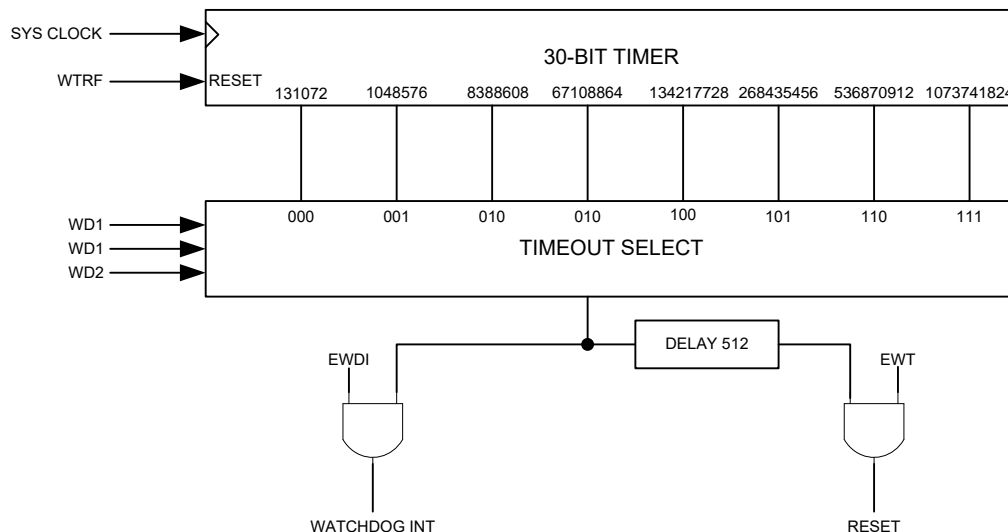 SYS CLOCK
30-BIT TIMER
WTRF
RESET
131072 1048576 8388608 67108864 134217728 268435456 536870912 1073741824
000 001 010 010 100 101 110 111
WD1
TIMEOUT SELECT
WD1
WD2
DELAY 512
EWDI
EWT
WATCHDOG INT
RESET